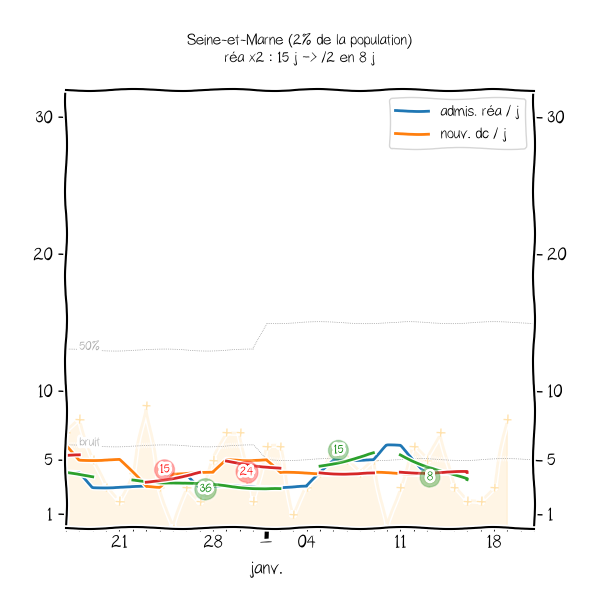 Seine-et-Marne (2% de la population)
réa x2 : 15 j -> /2 en 8 j
admis. réa / j
nouv. dc / j
30 30
20 20
50%
10 10
bruit
5 5
15 24 36 15 8
1 1
21 28 04 11 18
janv.